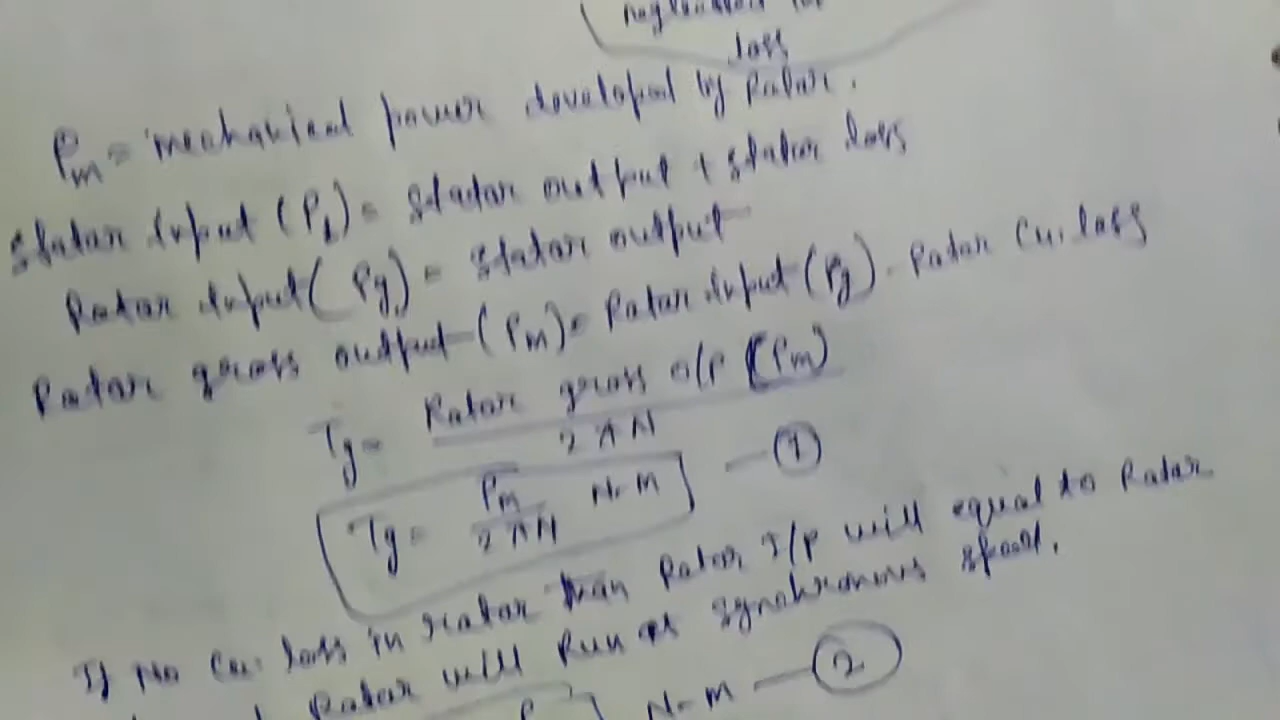 loss
Pm = mechanical power developed by Rotor.
Stator Input (P1) = Stator output + stator loss
Rotor Input (Pg) = Stator output
Rotor gross output (Pm) = Rotor Input (Pg) - Rotor Cu. loss
Tg = Rotor gross o/p (Pm) / 2πN
Tg = Pm / 2πN N-M — 1
If No Cu. loss in rotor than Rotor I/P will equal to Rotor
Rotor will Run at synchronous speed.
N-M — 2